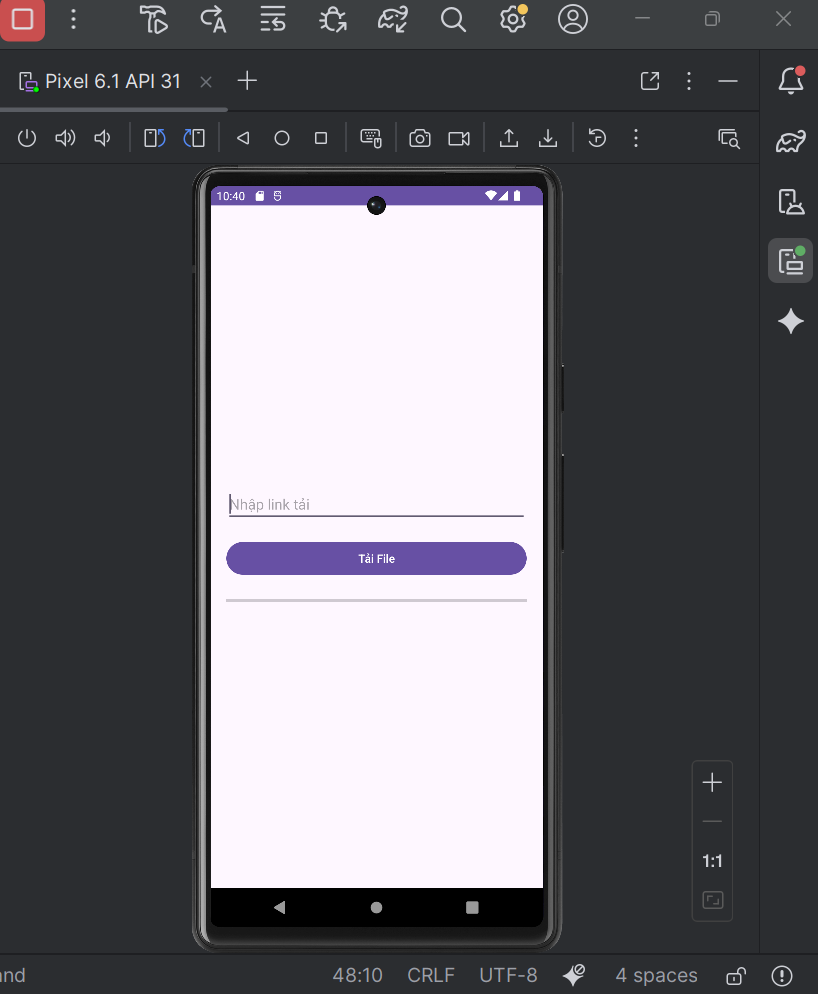 Pixel 6.1 API 31
10:40
Nhập link tải
Tải File
1:1
and
48:10 CRLF UTF-8 4 spaces